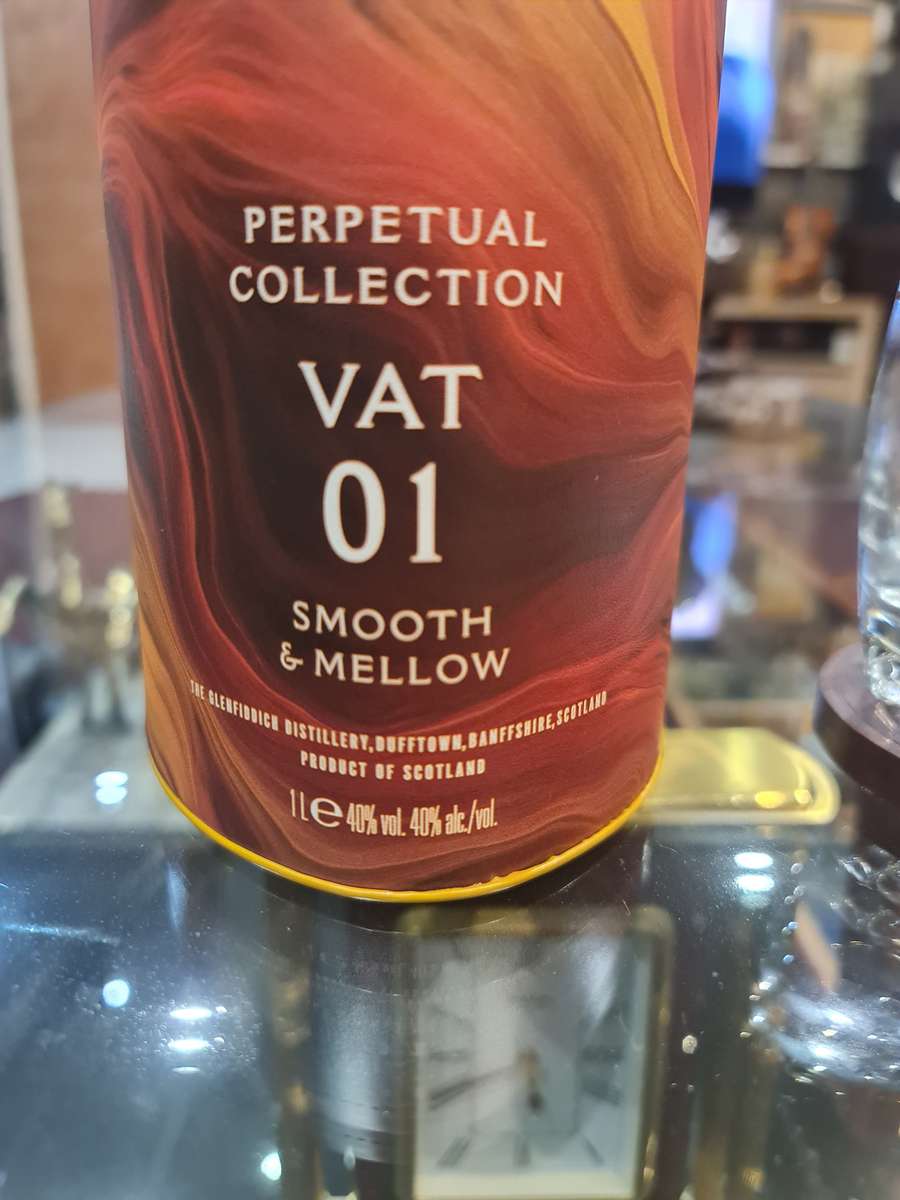 PERPETUAL
COLLECTION
VAT
01
SMOOTH
& MELLOW
THE GLENFIDDICH DISTILLERY,DUFFTOWN,BANFFSHIRE,SCOTLAND
PRODUCT OF SCOTLAND
1L℮ 40% vol. 40% alc./vol.